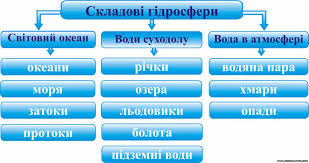 Складові гідросфери
Світовий океан
Води суходолу
Вода в атмосфері
океани
річки
водяна пара
моря
озера
хмари
затоки
льодовики
опади
протоки
болота
підземні води